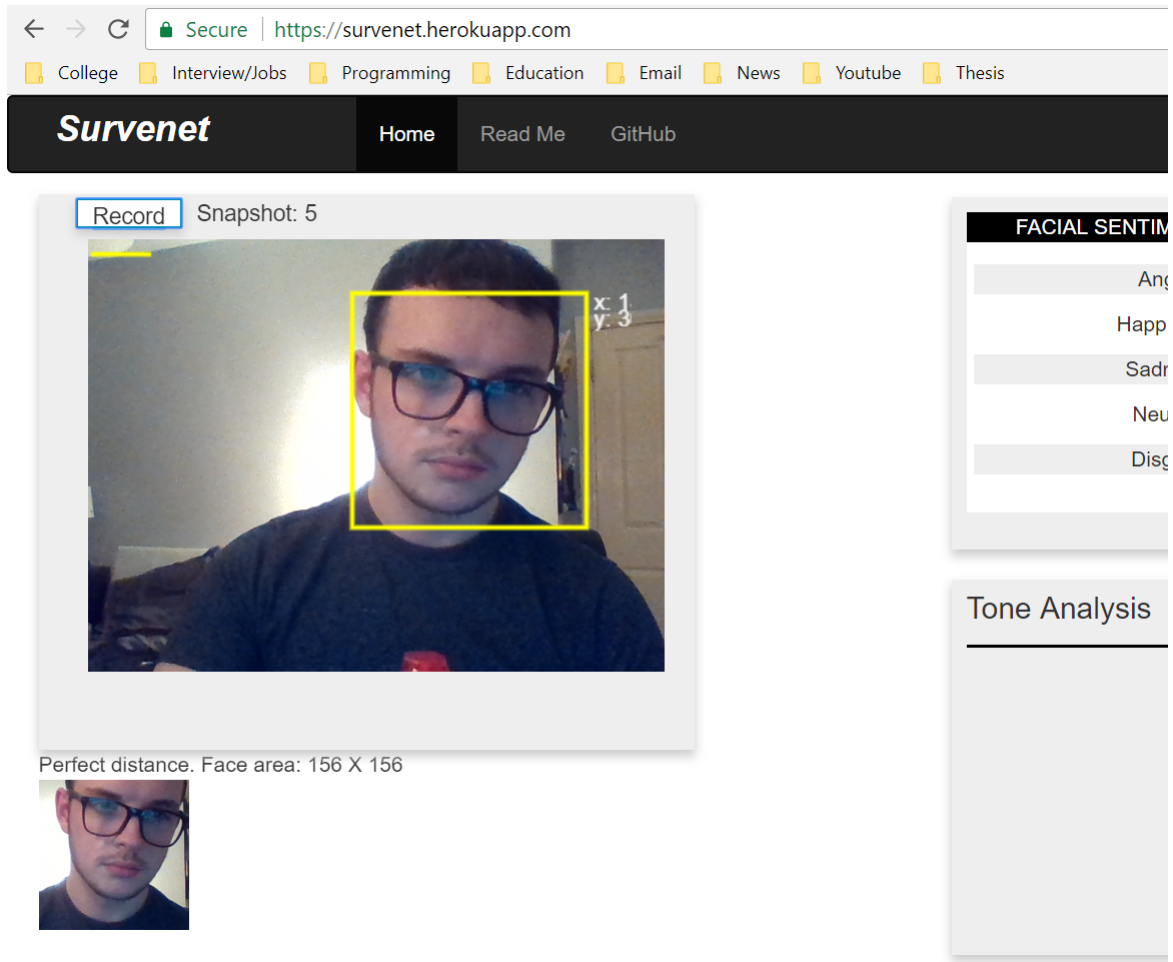 Secure https://survenet.herokuapp.com
College Interview/Jobs Programming Education Email News Youtube Thesis
Survenet Home Read Me GitHub
Record Snapshot: 5
x: 1
y: 3
Perfect distance. Face area: 156 X 156
FACIAL SENTIM
Ang
Happ
Sadn
Neu
Disg
Tone Analysis